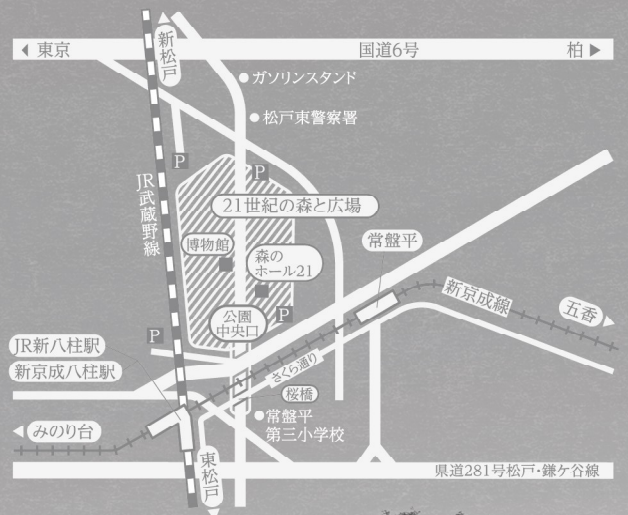 東京
国道6号
柏
新松戸
ガソリンスタンド
松戸東警察署
P
P
JR武蔵野線
21世紀の森と広場
博物館
森の
ホール21
常盤平
新京成線
五香
公園
中央口
P
P
JR新八柱駅
新京成八柱駅
さくら通り
桜橋
みのり台
常盤平
第三小学校
東松戸
県道281号松戸・鎌ケ谷線